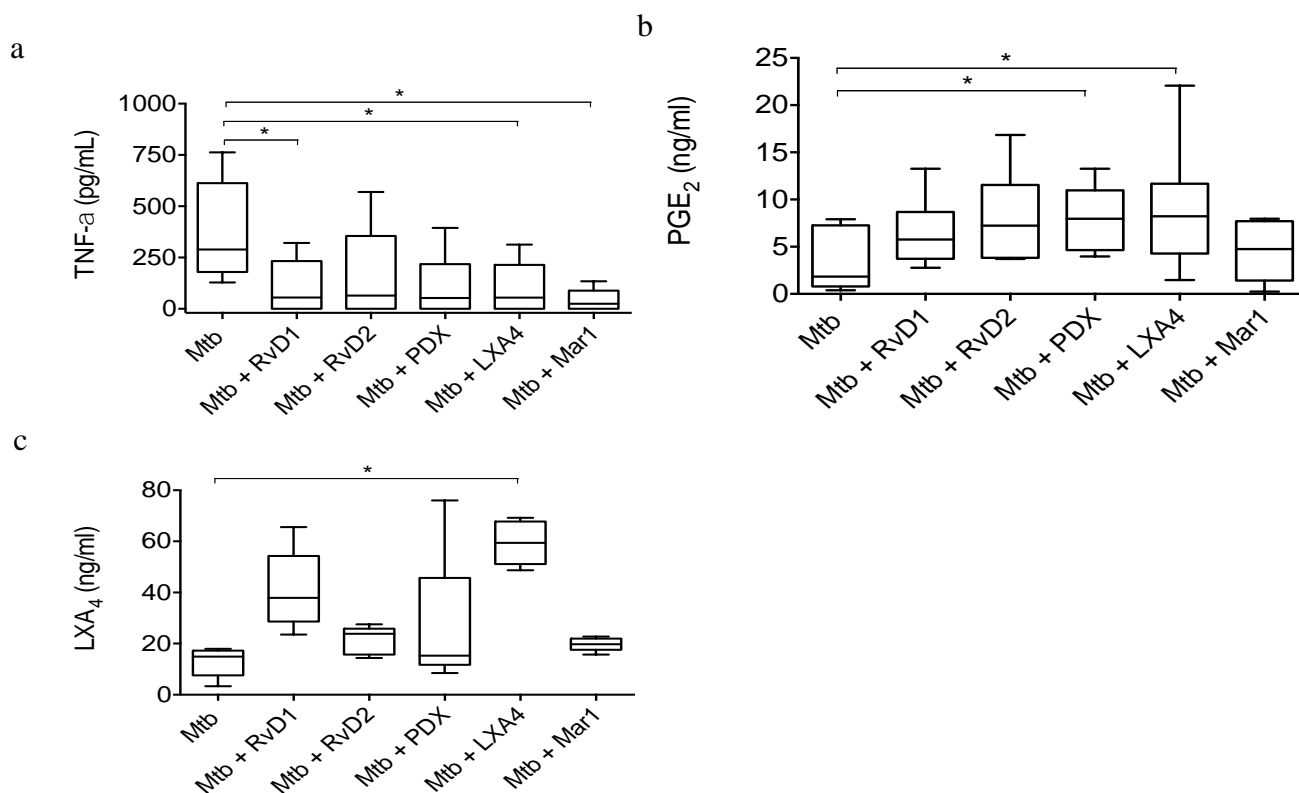 a
TNF-a (pg/mL)
1000
750
500
250
0
*
*
*
Mtb
Mtb + RvD1
Mtb + RvD2
Mtb + PDX
Mtb + LXA4
Mtb + Mar1
b
PGE2 (ng/ml)
25
20
15
10
5
0
*
*
Mtb
Mtb + RvD1
Mtb + RvD2
Mtb + PDX
Mtb + LXA4
Mtb + Mar1
c
LXA4 (ng/ml)
80
60
40
20
0
*
Mtb
Mtb + RvD1
Mtb + RvD2
Mtb + PDX
Mtb + LXA4
Mtb + Mar1